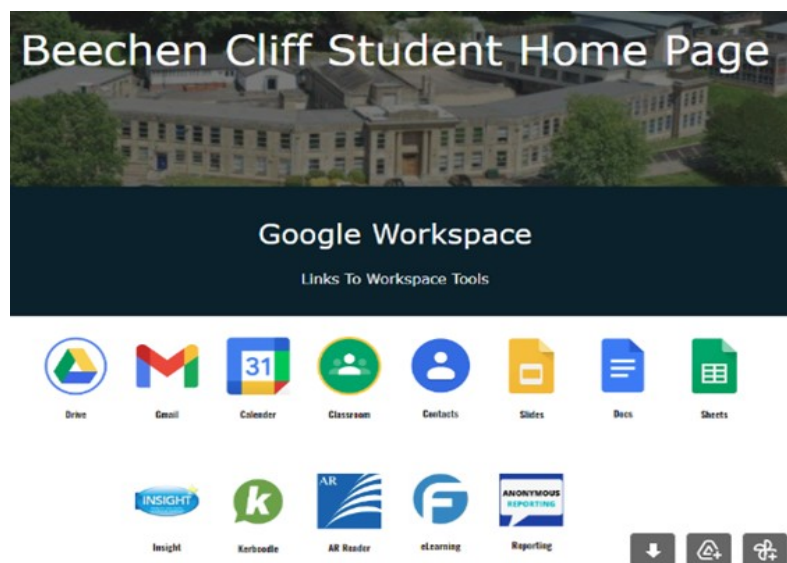 Beechen Cliff Student Home Page
Google Workspace
Links To Workspace Tools
31
Drive Gmail Calender Classroom Contacts Slides Docs Sheets
INSIGHT k AR F ANONYMOUS
REPORTING
Insight Kerboodle AR Reader eLearning Reporting